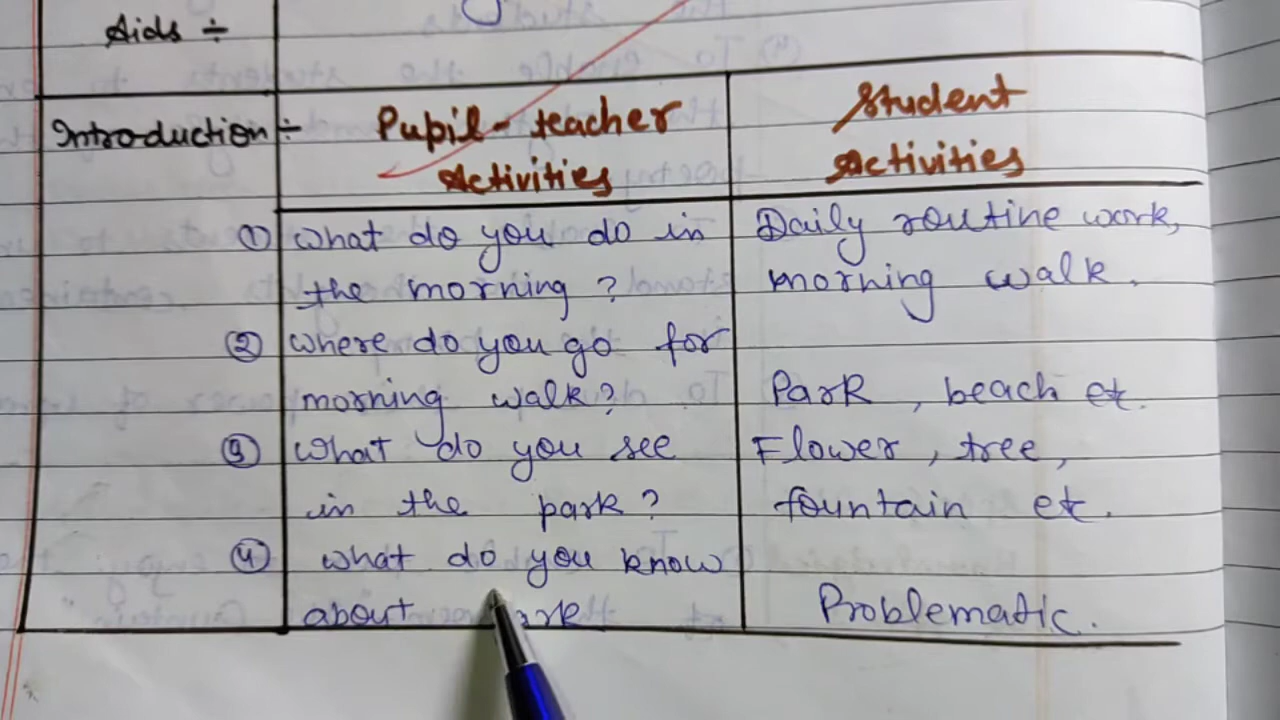 Aids ÷
Introduction ÷
Pupil-teacher
Activities
Student
Activities
① What do you do in
the morning ?
Daily routine work,
morning walk.
② Where do you go for
morning walk?
Park, beach etc.
③ What do you see
in the park?
Flower, tree,
fountain etc.
④ What do you know
about
Problematic.